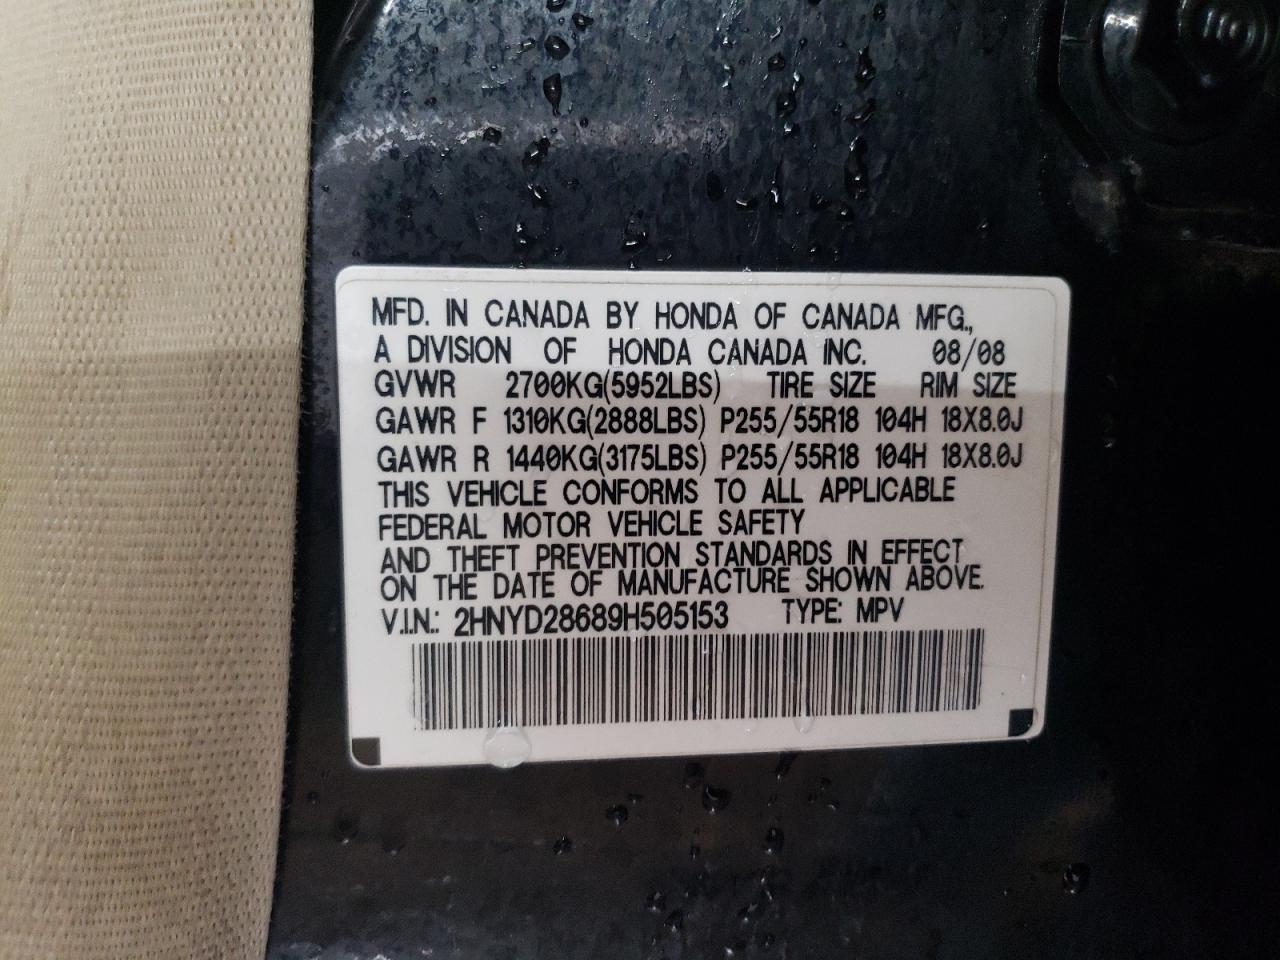 MFD. IN CANADA BY HONDA OF CANADA MFG.,
A DIVISION OF HONDA CANADA INC. 08/08
GVWR 2700KG(5952LBS) TIRE SIZE RIM SIZE
GAWR F 1310KG(2888LBS) P255/55R18 104H 18X8.0J
GAWR R 1440KG(3175LBS) P255/55R18 104H 18X8.0J
THIS VEHICLE CONFORMS TO ALL APPLICABLE
FEDERAL MOTOR VEHICLE SAFETY
AND THEFT PREVENTION STANDARDS IN EFFECT
ON THE DATE OF MANUFACTURE SHOWN ABOVE.
V.I.N.: 2HNYD28689H505153 TYPE: MPV